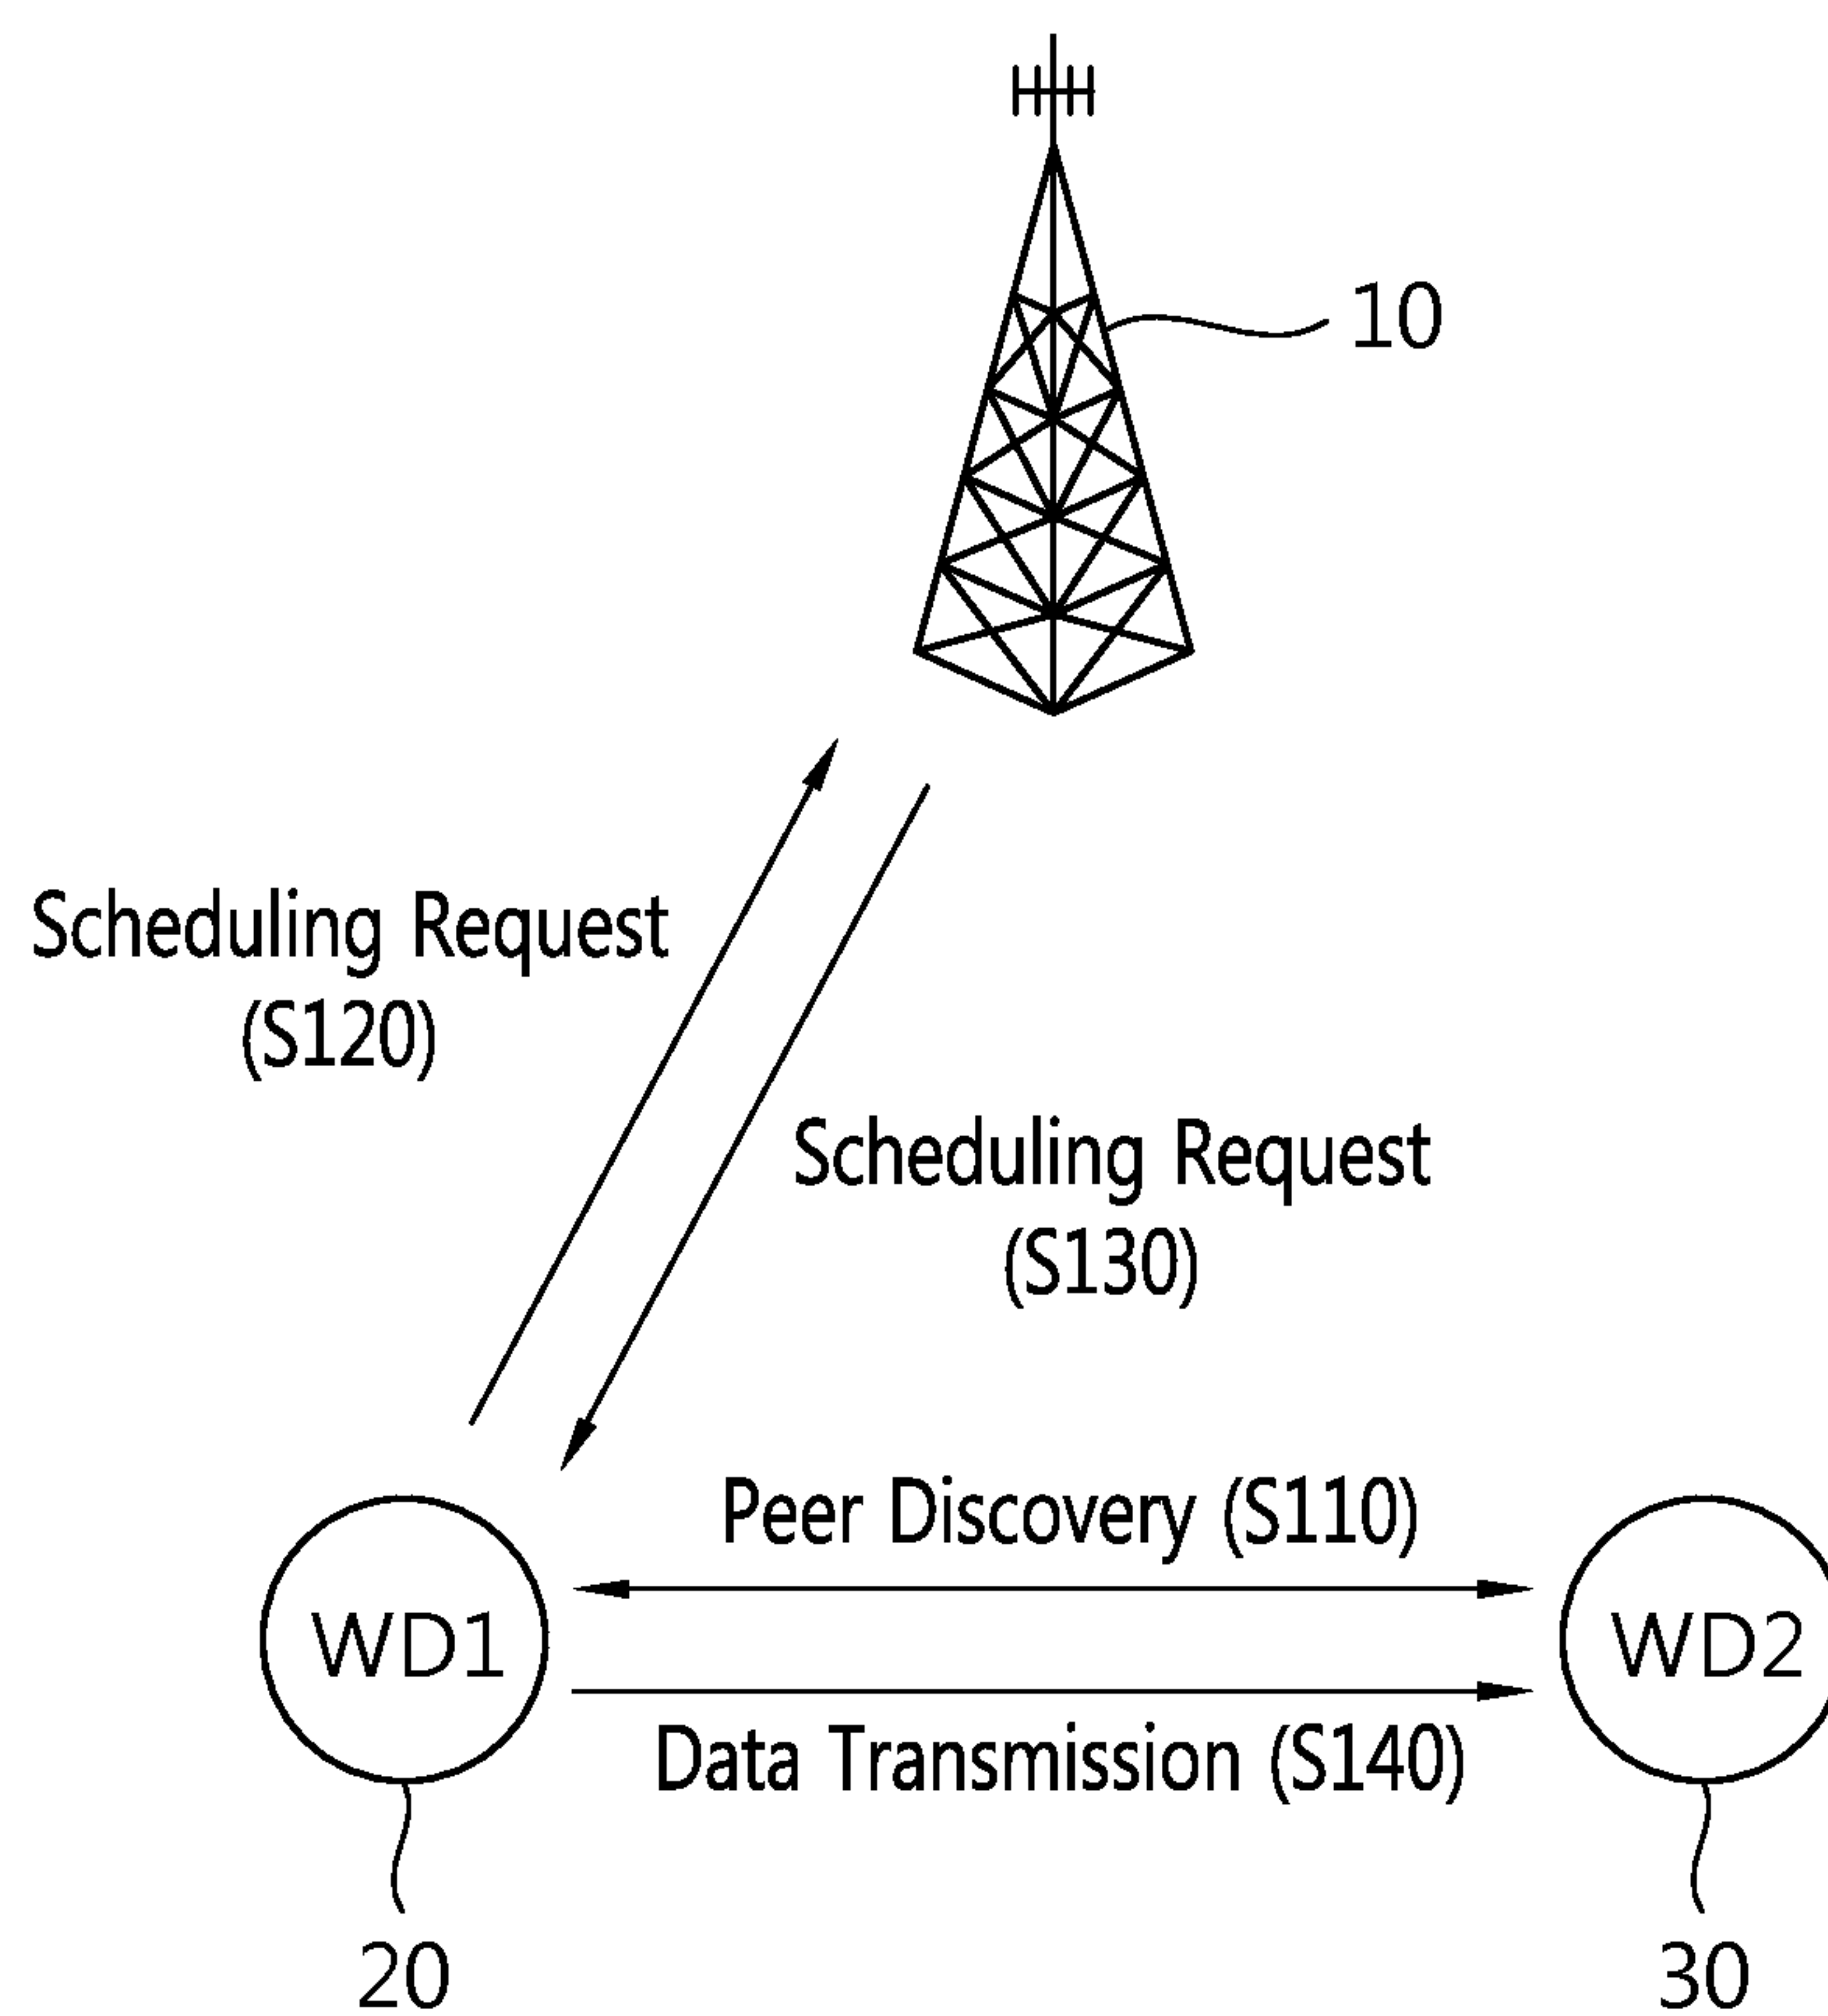 10
Scheduling Request
(S120)
Scheduling Request
(S130)
Peer Discovery (S110)
WD1
WD2
Data Transmission (S140)
20
30